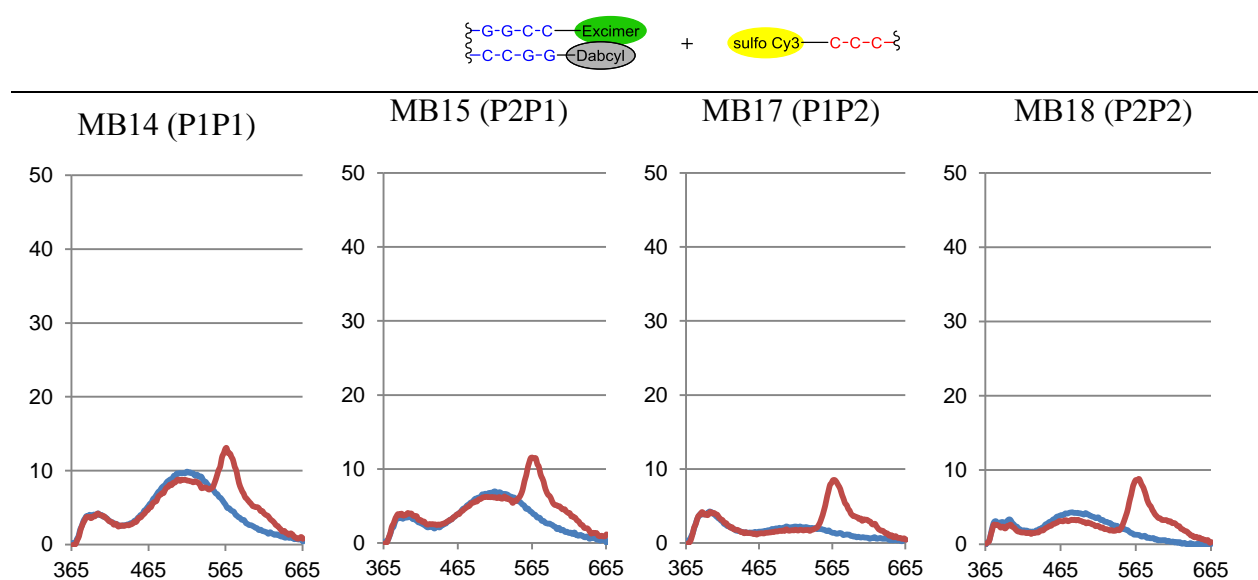 G-G-C-C Excimer
C-C-G-G Dabcyl
+
sulfo Cy3 C-C-C
MB14 (P1P1)
MB15 (P2P1)
MB17 (P1P2)
MB18 (P2P2)
50 50 50 50
40 40 40 40
30 30 30 30
20 20 20 20
10 10 10 10
0 0 0 0
365 465 565 665 365 465 565 665 365 465 565 665 365 465 565 665